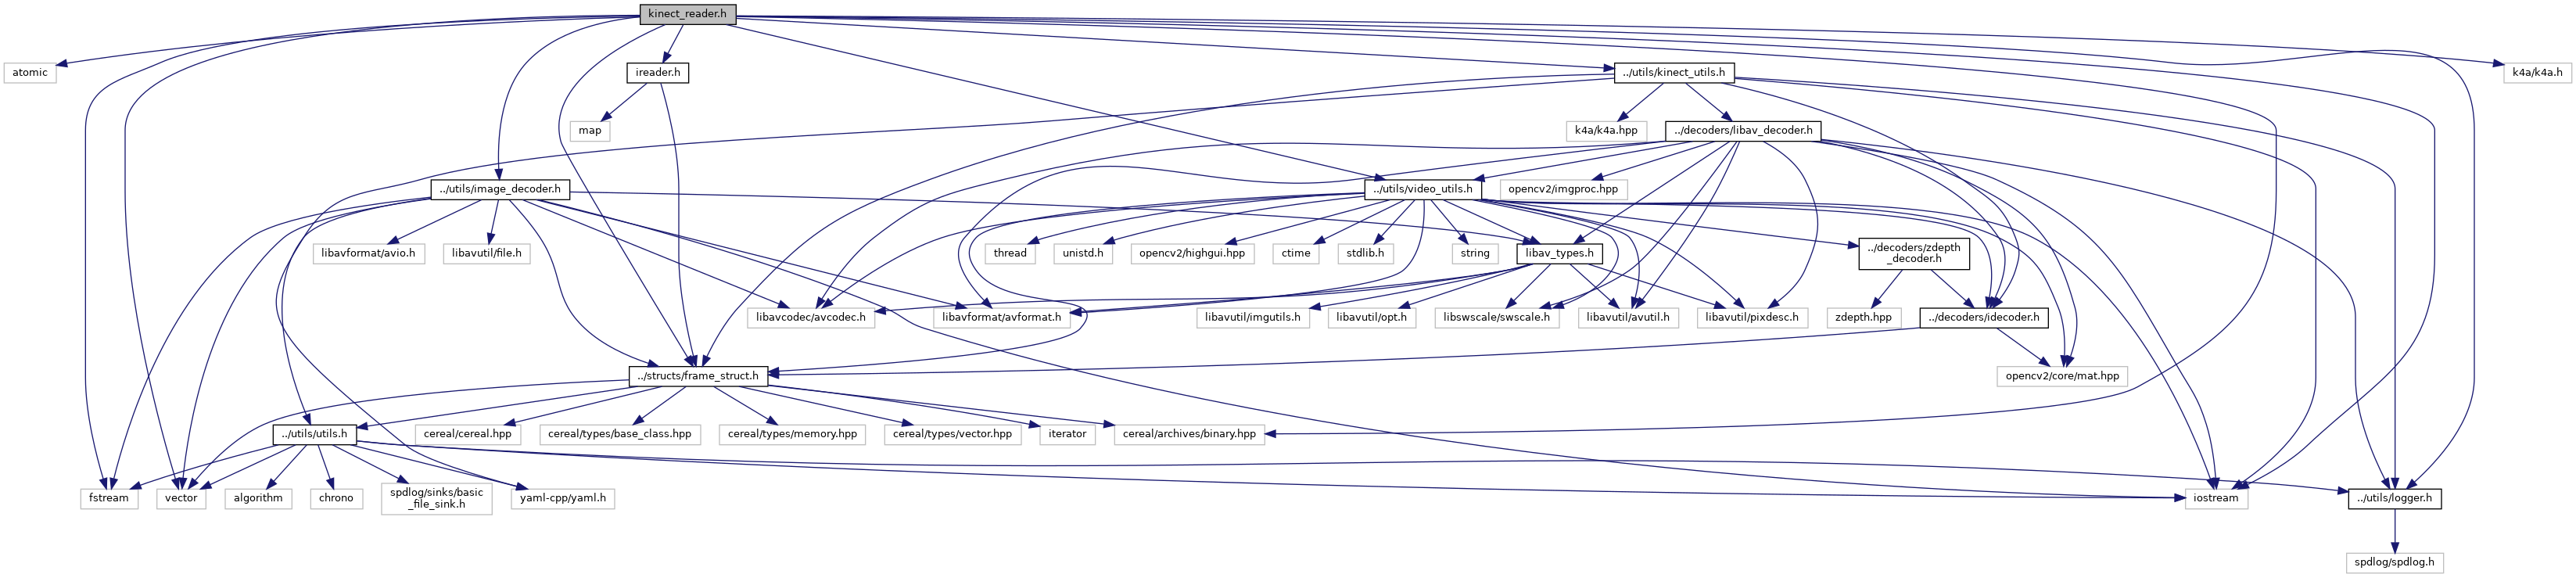 kinect_reader.h
atomic
ireader.h
../utils/kinect_utils.h
k4a/k4a.h
map
k4a/k4a.hpp
../decoders/libav_decoder.h
../utils/image_decoder.h
../utils/video_utils.h
opencv2/imgproc.hpp
libavformat/avio.h
libavutil/file.h
thread
unistd.h
opencv2/highgui.hpp
ctime
stdlib.h
string
libav_types.h
../decoders/zdepth
_decoder.h
libavcodec/avcodec.h
libavformat/avformat.h
libavutil/imgutils.h
libavutil/opt.h
libswscale/swscale.h
libavutil/avutil.h
libavutil/pixdesc.h
zdepth.hpp
../decoders/idecoder.h
../structs/frame_struct.h
opencv2/core/mat.hpp
../utils/utils.h
cereal/cereal.hpp
cereal/types/base_class.hpp
cereal/types/memory.hpp
cereal/types/vector.hpp
iterator
cereal/archives/binary.hpp
fstream
vector
algorithm
chrono
spdlog/sinks/basic
_file_sink.h
yaml-cpp/yaml.h
iostream
../utils/logger.h
spdlog/spdlog.h